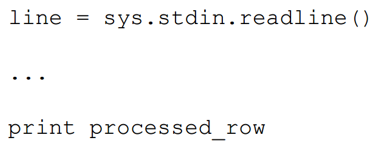 line = sys.stdin.readline()
...
print processed_row